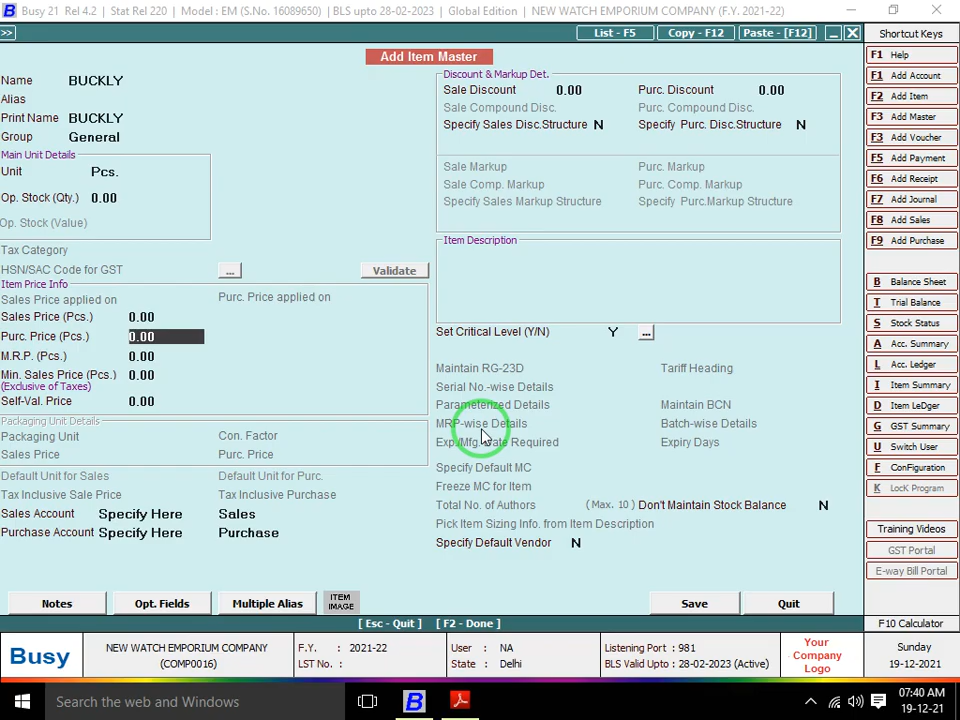 Busy 21 Rel 4.2 | Stat Rel 220 | Model : EM (S.No. 16089650) | BLS upto 28-02-2023 | Global Edition | NEW WATCH EMPORIUM COMPANY (F.Y. 2021-22)
>> List - F5 Copy - F12 Paste - [F12]
Add Item Master
Name BUCKLY
Alias
Print Name BUCKLY
Group General
Main Unit Details
Unit Pcs.
Op. Stock (Qty.) 0.00
Op. Stock (Value)
Tax Category
HSN/SAC Code for GST ... Validate
Item Price Info
Sales Price applied on Purc. Price applied on
Sales Price (Pcs.) 0.00
Purc. Price (Pcs.) 0.00
M.R.P. (Pcs.) 0.00
Min. Sales Price (Pcs.) 0.00
(Exclusive of Taxes)
Self-Val. Price 0.00
Packaging Unit Details
Packaging Unit Con. Factor
Sales Price Purc. Price
Default Unit for Sales Default Unit for Purc.
Tax Inclusive Sale Price Tax Inclusive Purchase
Sales Account Specify Here Sales
Purchase Account Specify Here Purchase
Discount & Markup Det.
Sale Discount 0.00 Purc. Discount 0.00
Sale Compound Disc. Purc. Compound Disc.
Specify Sales Disc.Structure N Specify Purc. Disc.Structure N
Sale Markup Purc. Markup
Sale Comp. Markup Purc. Comp. Markup
Specify Sales Markup Structure Specify Purc.Markup Structure
Item Description
Set Critical Level (Y/N) Y ...
Maintain RG-23D Tariff Heading
Serial No.-wise Details
Parameterized Details Maintain BCN
MRP-wise Details Batch-wise Details
Exp./Mfg. Date Required Expiry Days
Specify Default MC
Freeze MC for Item
Total No. of Authors (Max. 10) Don't Maintain Stock Balance N
Pick Item Sizing Info. from Item Description
Specify Default Vendor N
Notes Opt. Fields Multiple Alias ITEM IMAGE Save Quit
[ Esc - Quit ] [ F2 - Done ]
Shortcut Keys
F1 Help
F1 Add Account
F2 Add Item
F3 Add Master
F3 Add Voucher
F5 Add Payment
F6 Add Receipt
F7 Add Journal
F8 Add Sales
F9 Add Purchase
B Balance Sheet
T Trial Balance
S Stock Status
A Acc. Summary
L Acc. Ledger
I Item Summary
D Item LeDger
G GST Summary
U Switch User
F ConFiguration
K LocK Program
Training Videos
GST Portal
E-way Bill Portal
F10 Calculator
Busy
NEW WATCH EMPORIUM COMPANY
(COMP0016)
F.Y. : 2021-22
LST No. :
User : NA
State : Delhi
Listening Port : 981
BLS Valid Upto : 28-02-2023 (Active)
Your
Company
Logo
Sunday
19-12-2021
Search the web and Windows
07:40 AM
19-12-21